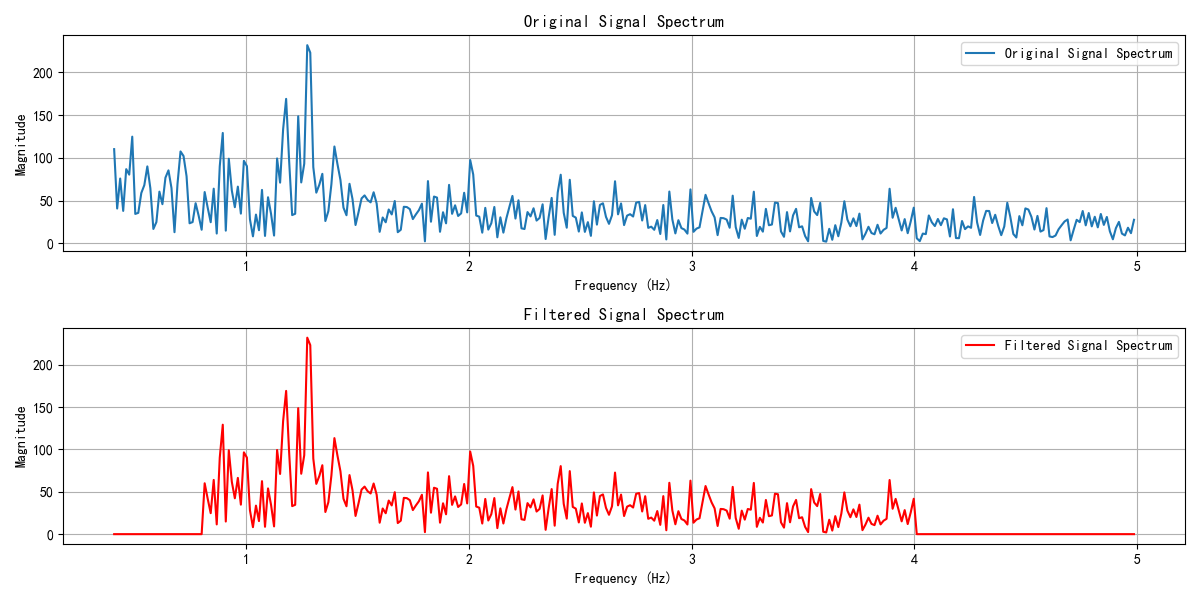 Original Signal Spectrum
Original Signal Spectrum
Magnitude
200
150
100
50
0
1
2
3
4
5
Frequency (Hz)
Filtered Signal Spectrum
Filtered Signal Spectrum
Magnitude
200
150
100
50
0
1
2
3
4
5
Frequency (Hz)